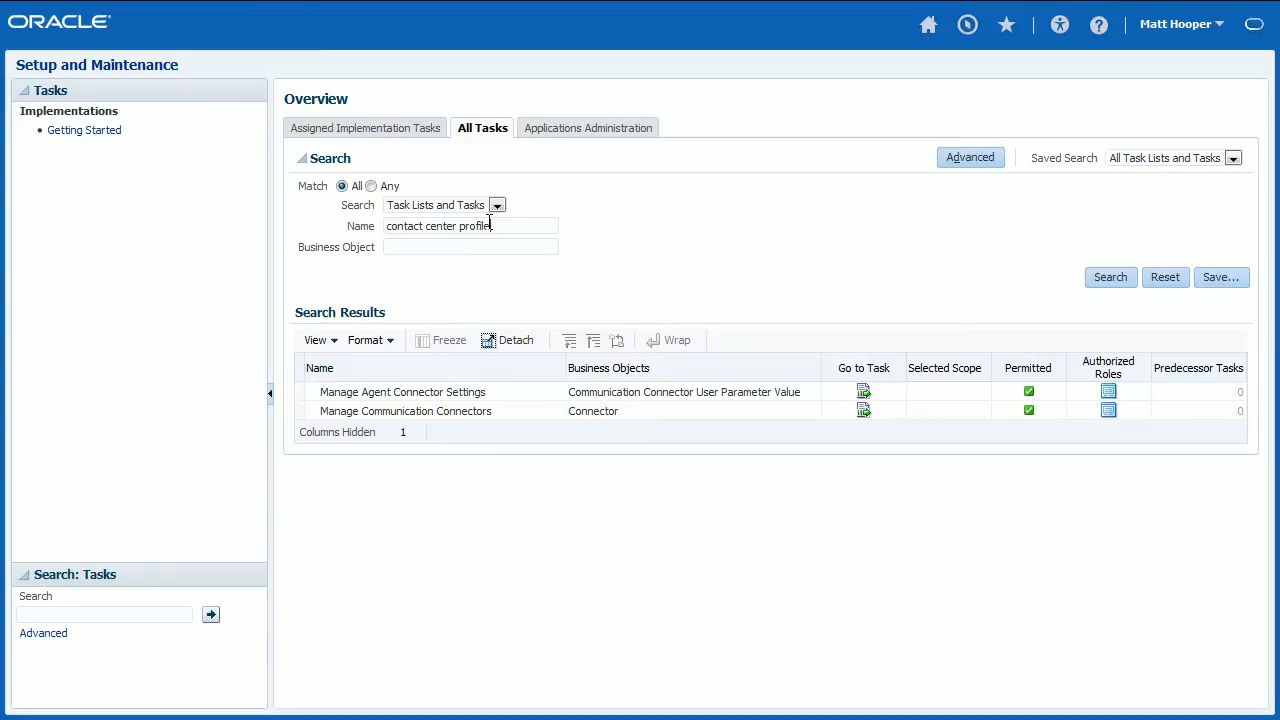 ORACLE
Matt Hooper
Setup and Maintenance
Tasks
Implementations
Getting Started
Search: Tasks
Search
Advanced
Overview
Assigned Implementation Tasks
All Tasks
Applications Administration
Search
Advanced
Saved Search All Task Lists and Tasks
Match All Any
Search Task Lists and Tasks
Name contact center profile
Business Object
Search Reset Save...
Search Results
View Format Freeze Detach Wrap
Name Business Objects Go to Task Selected Scope Permitted Authorized Roles Predecessor Tasks
Manage Agent Connector Settings Communication Connector User Parameter Value 0
Manage Communication Connectors Connector 0
Columns Hidden 1